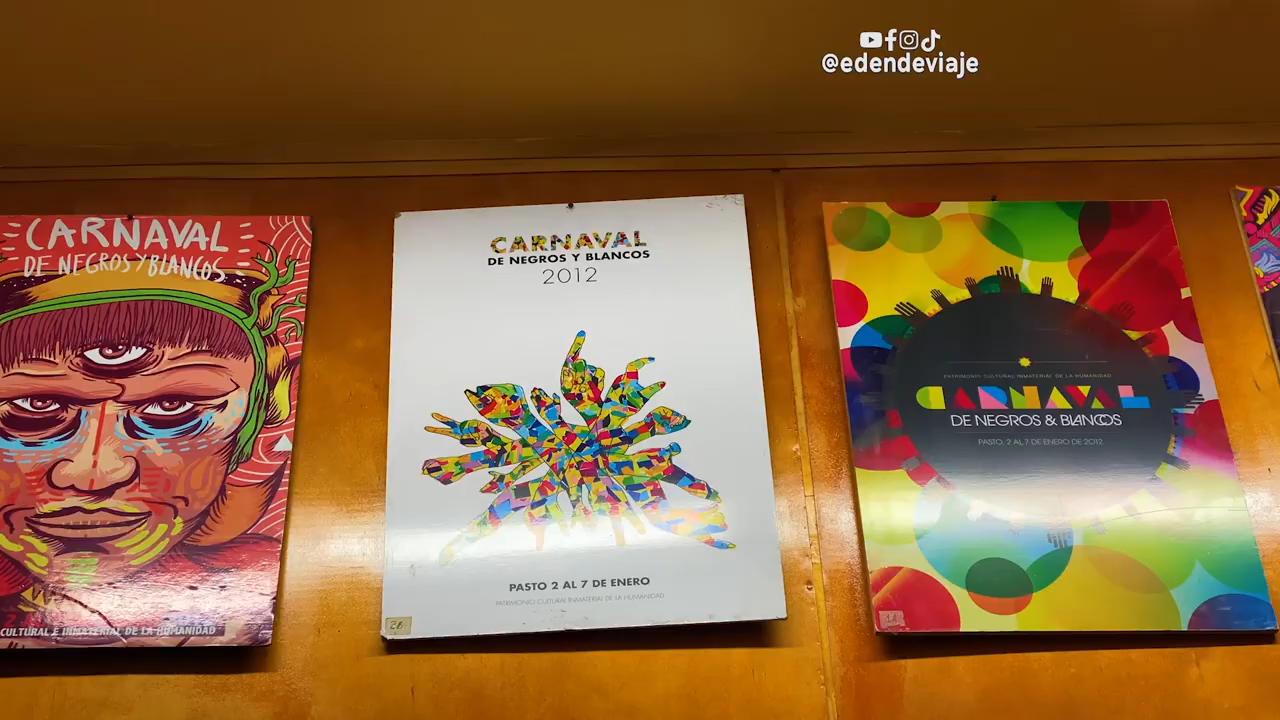 @edendeviaje
CARNAVAL
DE NEGROS Y BLANCOS
CULTURAL E INMATERIAL DE LA HUMANIDAD
CARNAVAL
DE NEGROS Y BLANCOS
2012
PASTO 2 AL 7 DE ENERO
PATRIMONIO CULTURAL INMATERIAL DE LA HUMANIDAD
26
PATRIMONIO CULTURAL INMATERIAL DE LA HUMANIDAD
CARNAVAL
DE NEGROS & BLANCOS
PASTO, 2 AL 7 DE ENERO DE 2012